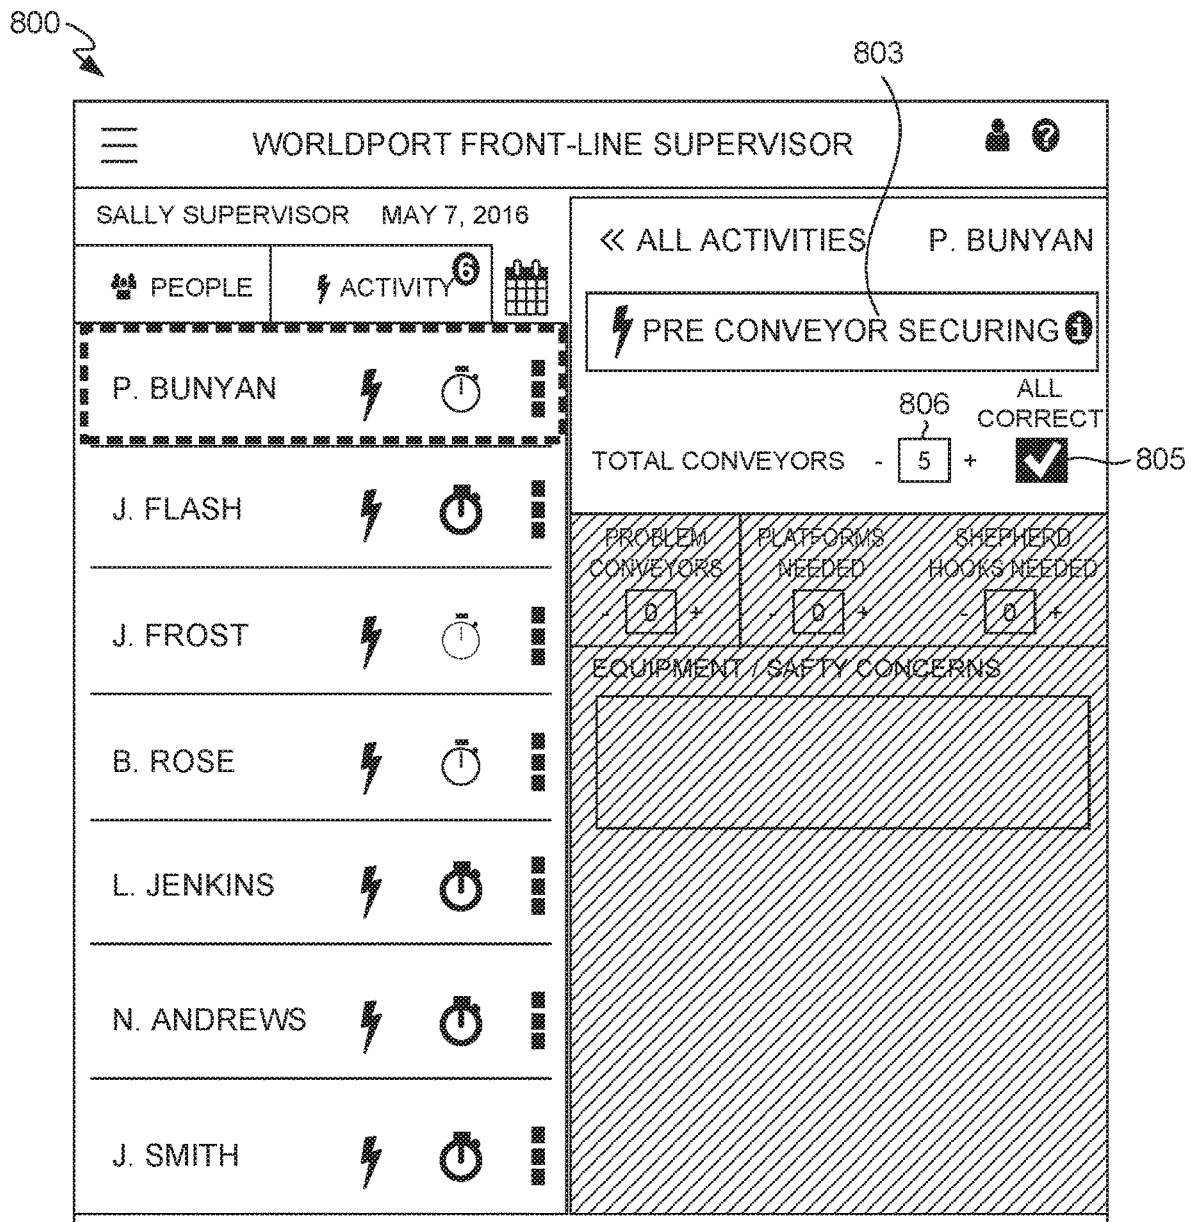 800
803
WORLDPORT FRONT-LINE SUPERVISOR ?
SALLY SUPERVISOR MAY 7, 2016
<< ALL ACTIVITIES P. BUNYAN
PEOPLE ACTIVITY 6
PRE CONVEYOR SECURING i
P. BUNYAN
806
ALL
CORRECT
TOTAL CONVEYORS - 5 +
805
J. FLASH
PROBLEM
CONVEYORS
- 0 +
PLATFORMS
NEEDED
- 0 +
SHEPHERD
HOOKS NEEDED
- 0 +
J. FROST
EQUIPMENT / SAFTY CONCERNS
B. ROSE
L. JENKINS
N. ANDREWS
J. SMITH